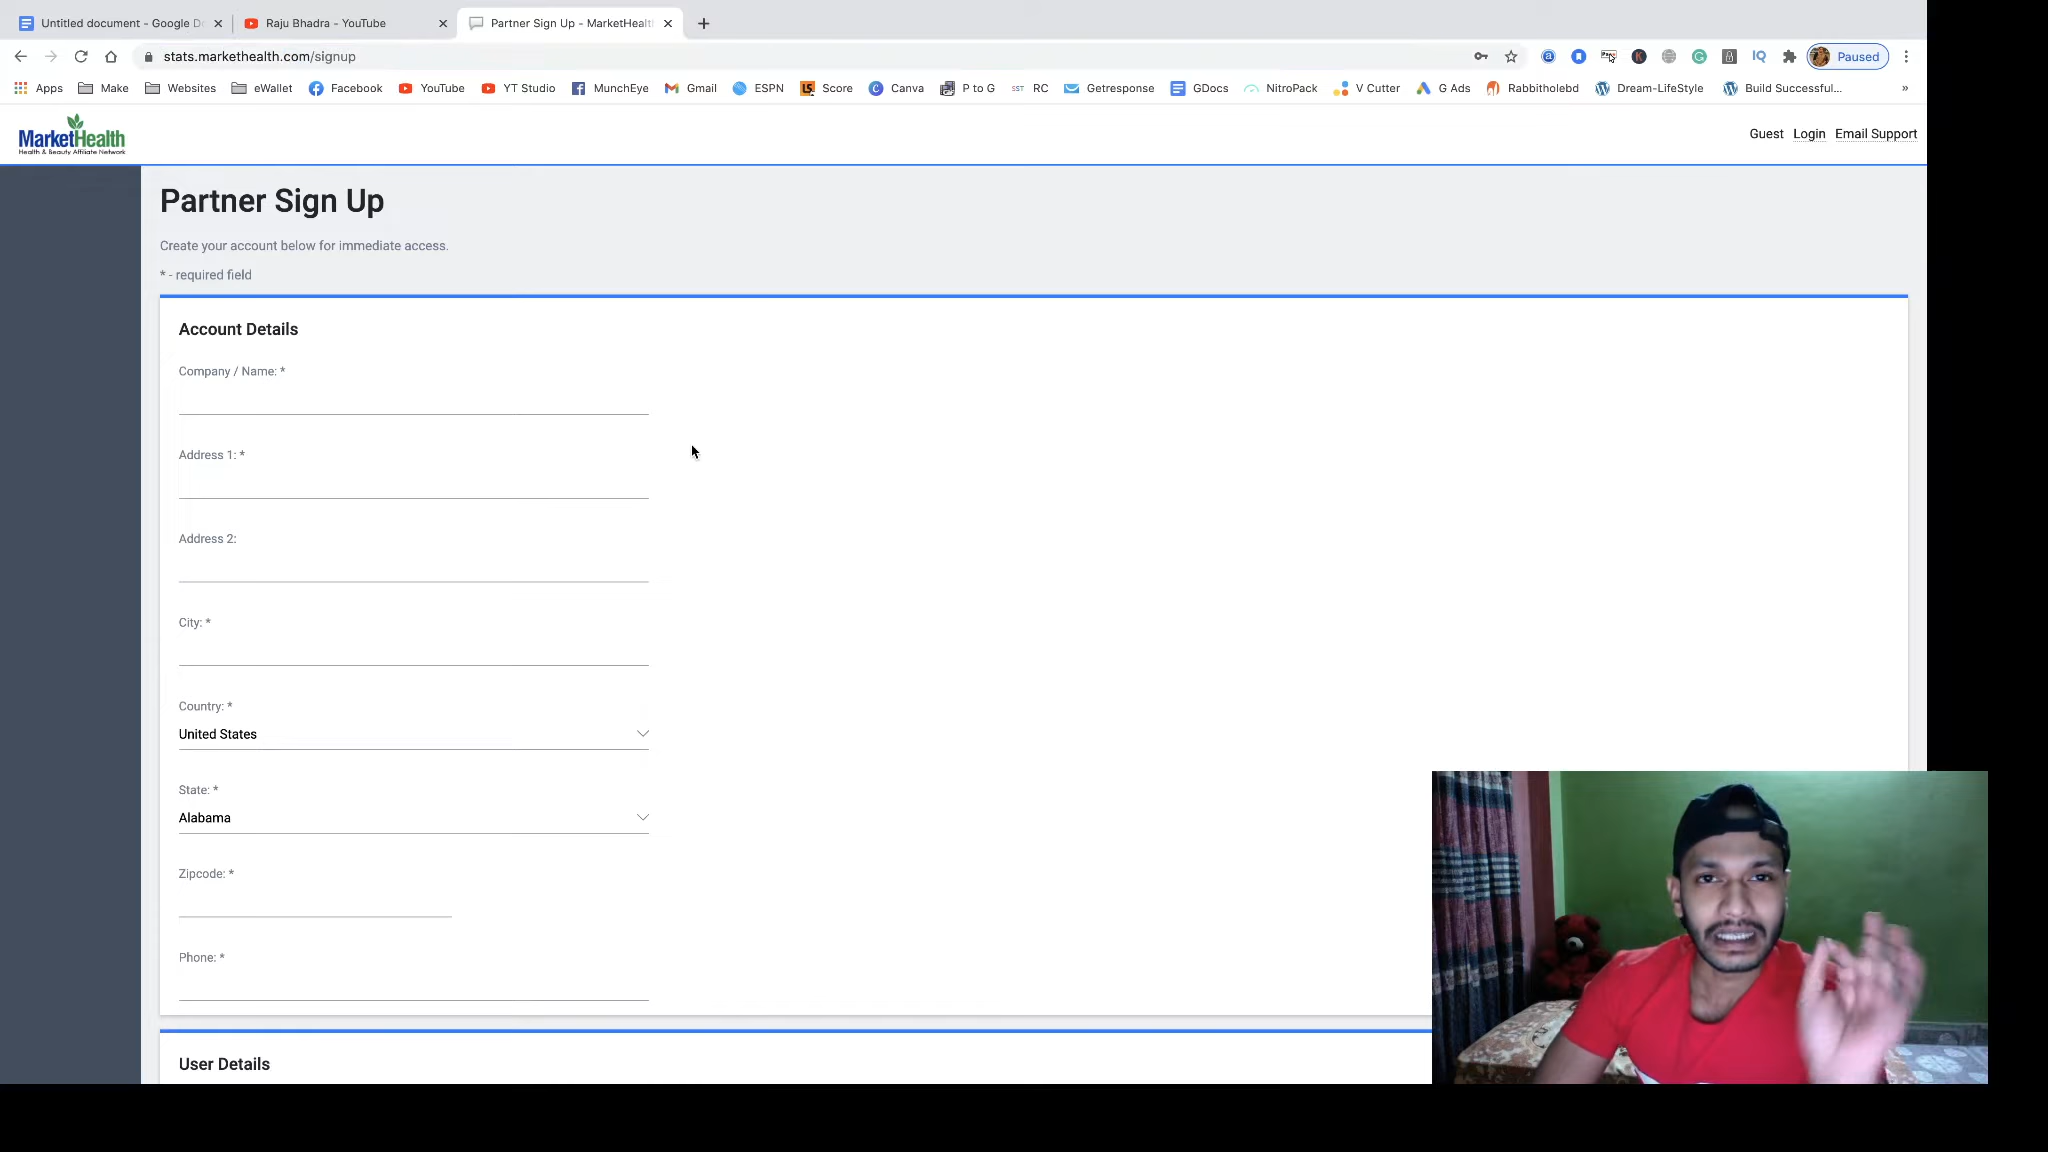 Untitled document - Google D
Raju Bhadra - YouTube
Partner Sign Up - MarketHealt
stats.markethealth.com/signup
Paused
Apps
Make
Websites
eWallet
Facebook
YouTube
YT Studio
MunchEye
Gmail
ESPN
Score
Canva
P to G
SST RC
Getresponse
GDocs
NitroPack
V Cutter
G Ads
Rabbitholebd
Dream-LifeStyle
Build Successful...
»
MarketHealth
Health & Beauty Affiliate Network
Guest Login Email Support
Partner Sign Up
Create your account below for immediate access.
* - required field
Account Details
Company / Name: *
Address 1: *
Address 2:
City: *
Country: *
United States
State: *
Alabama
Zipcode: *
Phone: *
User Details